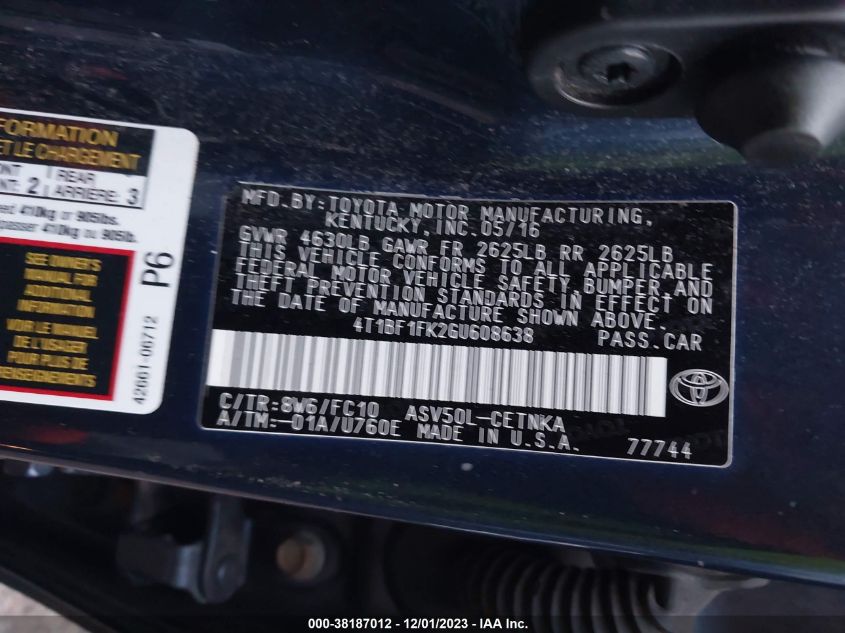 FORMATION
ET LE CHARGEMENT
REAR
ARRIÈRE: 3
2
410kg or 905lbs.
410kg ou 905lb.
SEE OWNER'S
MANUAL FOR
ADDITIONAL
INFORMATION
VOIR LE MANUEL
DE L'USAGER
POUR PLUS DE
RENSEIGNEMENTS
P6
42661-06712
MFD.BY: TOYOTA MOTOR MANUFACTURING,
KENTUCKY, INC. 05/16
GVWR 4630LB GAWR FR 2625LB RR 2625LB
THIS VEHICLE CONFORMS TO ALL APPLICABLE
FEDERAL MOTOR VEHICLE SAFETY, BUMPER AND
THEFT PREVENTION STANDARDS IN EFFECT ON
THE DATE OF MANUFACTURE SHOWN ABOVE.
4T1BF1FK2GU608638 PASS.CAR
C/TR:8W6/FC10 ASV50L-CETNKA
A/TM:-01A/U760E MADE IN U.S.A. 77744
000-38187012 - 12/01/2023 - IAA Inc.